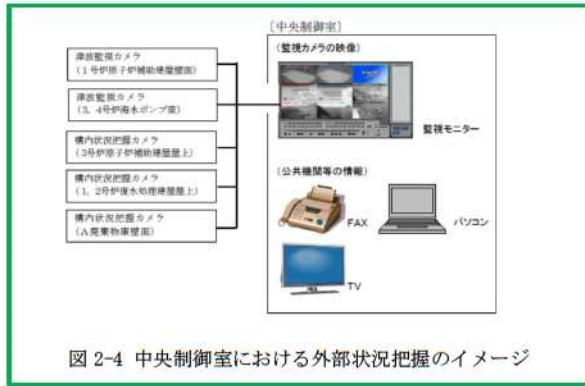 〔中央制御室〕
(監視カメラの映像)
監視モニター
津波監視カメラ
(1号炉原子炉補助建屋壁面)
津波監視カメラ
(3，4号炉海水ポンプ室)
構内状況把握カメラ
(3号炉原子炉補助建屋屋上)
構内状況把握カメラ
(1，2号炉復水処理建屋屋上)
構内状況把握カメラ
(A廃棄物庫壁面)
(公共機関等の情報)
FAX
パソコン
TV
図 2-4 中央制御室における外部状況把握のイメージ